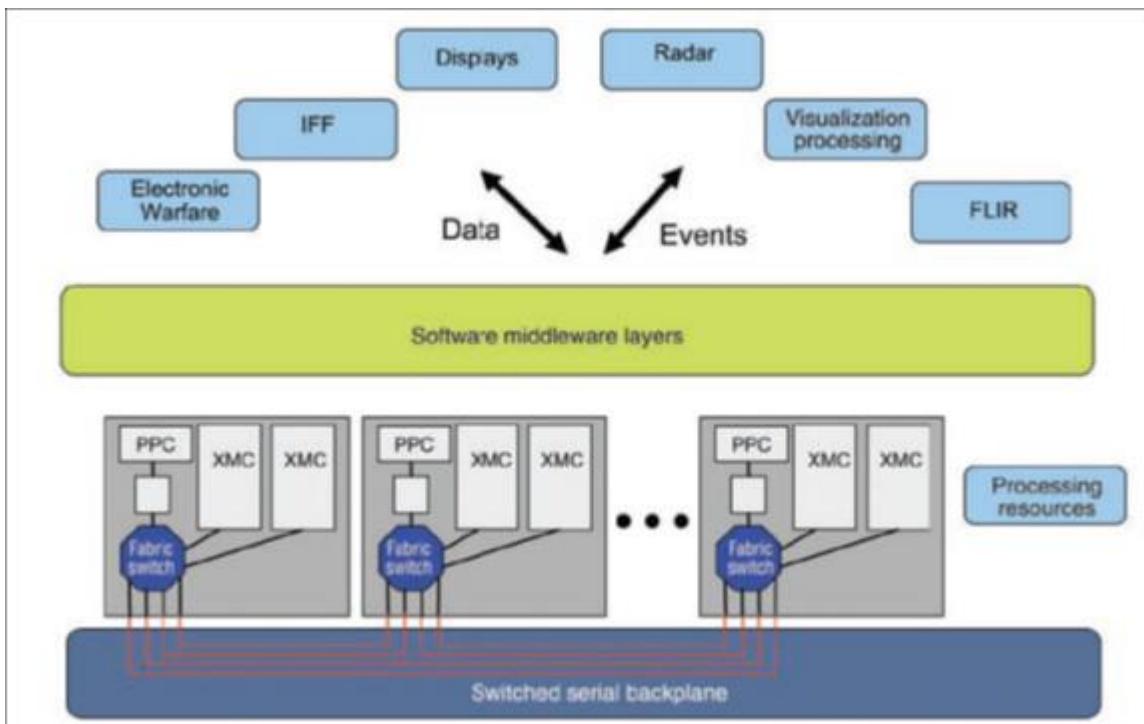 Displays
Radar
IFF
Visualization
processing
Electronic
Warfare
FLIR
Data
Events
Software middleware layers
PPC
XMC
XMC
Fabric
switch
PPC
XMC
XMC
Fabric
switch
PPC
XMC
XMC
Fabric
switch
Processing
resources
Switched serial backplane